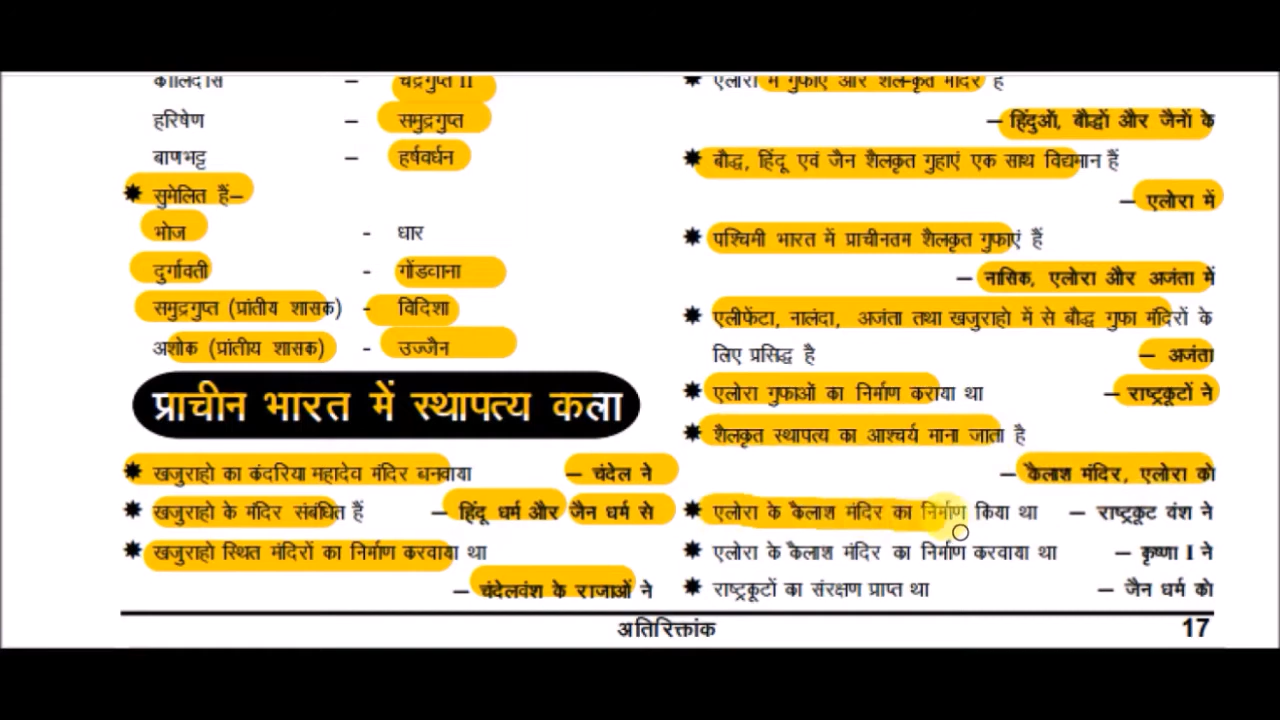 कालिदास – चंद्रगुप्त II
हरिषेण – समुद्रगुप्त
बाणभट्ट – हर्षवर्धन
✷ सुमेलित हैं–
भोज - धार
दुर्गावती - गोंडवाना
समुद्रगुप्त (प्रांतीय शासक) - विदिशा
अशोक (प्रांतीय शासक) - उज्जैन
प्राचीन भारत में स्थापत्य कला
✷ खजुराहो का कंदरिया महादेव मंदिर बनवाया – चंदेल ने
✷ खजुराहो के मंदिर संबंधित हैं – हिंदू धर्म और जैन धर्म से
✷ खजुराहो स्थित मंदिरों का निर्माण करवाया था
– चंदेलवंश के राजाओं ने
✷ एलोरा में गुफाएं और शैल-कृत मंदिर हैं
– हिंदुओं, बौद्धों और जैनों के
✷ बौद्ध, हिंदू एवं जैन शैलकृत गुहाएं एक साथ विद्यमान हैं
– एलोरा में
✷ पश्चिमी भारत में प्राचीनतम शैलकृत गुफाएं हैं
– नासिक, एलोरा और अजंता में
✷ एलीफेंटा, नालंदा, अजंता तथा खजुराहो में से बौद्ध गुफा मंदिरों के
लिए प्रसिद्ध है – अजंता
✷ एलोरा गुफाओं का निर्माण कराया था – राष्ट्रकूटों ने
✷ शैलकृत स्थापत्य का आश्चर्य माना जाता है
– कैलाश मंदिर, एलोरा को
✷ एलोरा के कैलाश मंदिर का निर्माण किया था – राष्ट्रकूट वंश ने
✷ एलोरा के कैलाश मंदिर का निर्माण करवाया था – कृष्णा I ने
✷ राष्ट्रकूटों का संरक्षण प्राप्त था – जैन धर्म को
अतिरिक्तांक 17